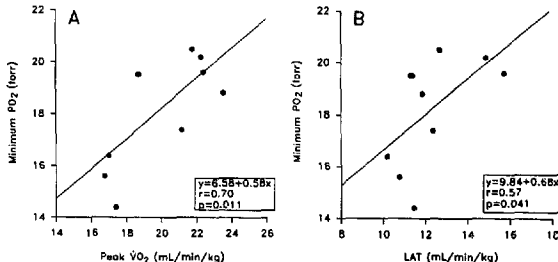 A
Minimum PO2 (torr)
22
20
18
16
14
14 16 18 20 22 24 26
Peak V̇O2 (mL/min/kg)
y=6.58+0.58x
r=0.70
p=0.011
B
Minimum PO2 (torr)
22
20
18
16
14
8 10 12 14 16 18
LAT (mL/min/kg)
y=9.84+0.68x
r=0.57
p=0.041